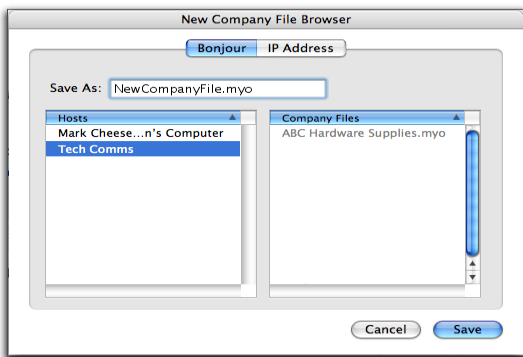 New Company File Browser
Bonjour IP Address
Save As: NewCompanyFile.myo
Hosts
Mark Cheese...n's Computer
Tech Comms
Company Files
ABC Hardware Supplies.myo
Cancel Save